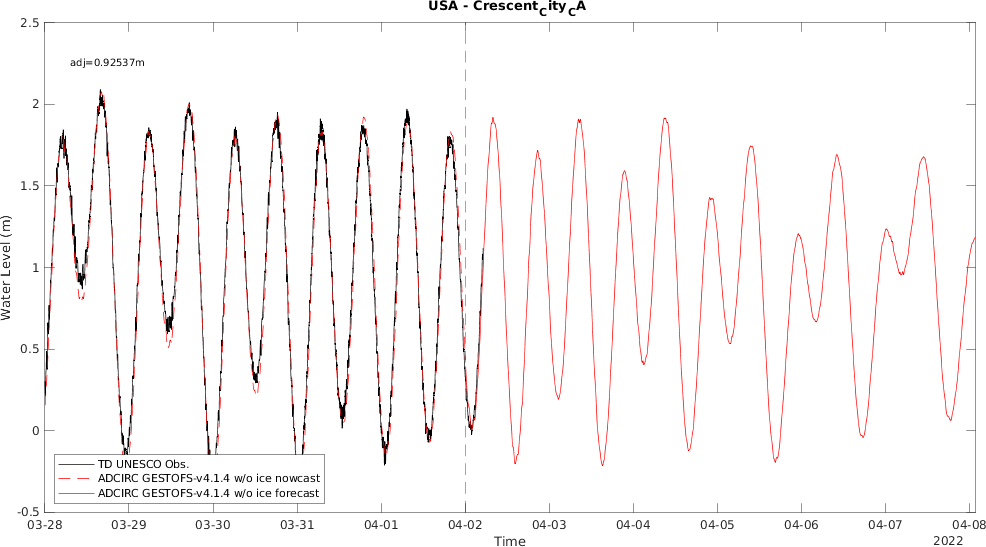 USA - CrescentCityCA
adj=0.92537m
2.5
2
1.5
1
0.5
0
-0.5
Water Level (m)
TD UNESCO Obs.
ADCIRC GESTOFS-v4.1.4 w/o ice nowcast
ADCIRC GESTOFS-v4.1.4 w/o ice forecast
03-28 03-29 03-30 03-31 04-01 04-02 04-03 04-04 04-05 04-06 04-07 04-08
Time
2022